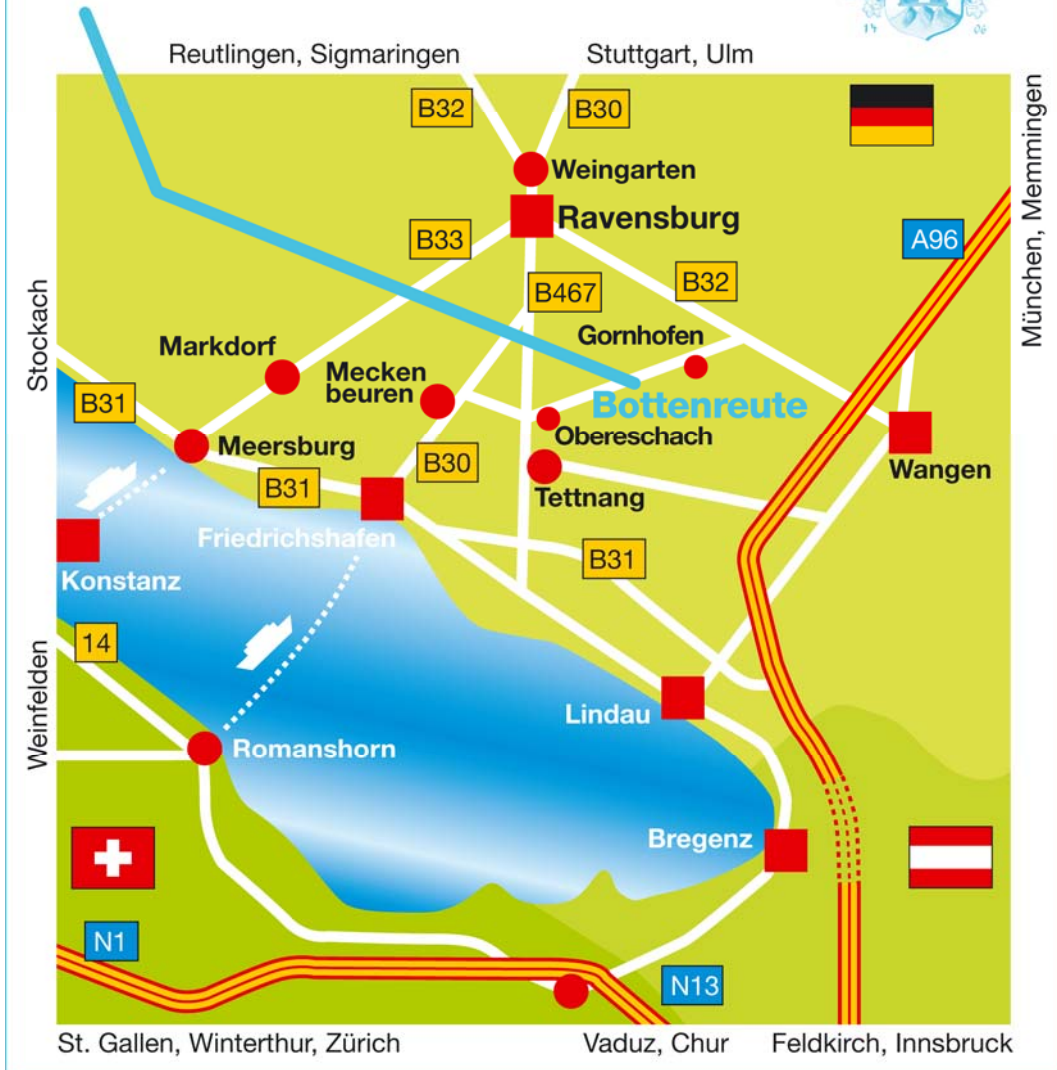 14 06
Reutlingen, Sigmaringen
Stuttgart, Ulm
B32
B30
München, Memmingen
Weingarten
Ravensburg
B33
A96
B467
B32
Stockach
Gornhofen
Markdorf
Mecken
beuren
B31
Bottenreute
Obereschach
Meersburg
B30
Wangen
B31
Tettnang
Friedrichshafen
B31
Konstanz
14
Weinfelden
Lindau
Romanshorn
Bregenz
N1
N13
St. Gallen, Winterthur, Zürich
Vaduz, Chur
Feldkirch, Innsbruck